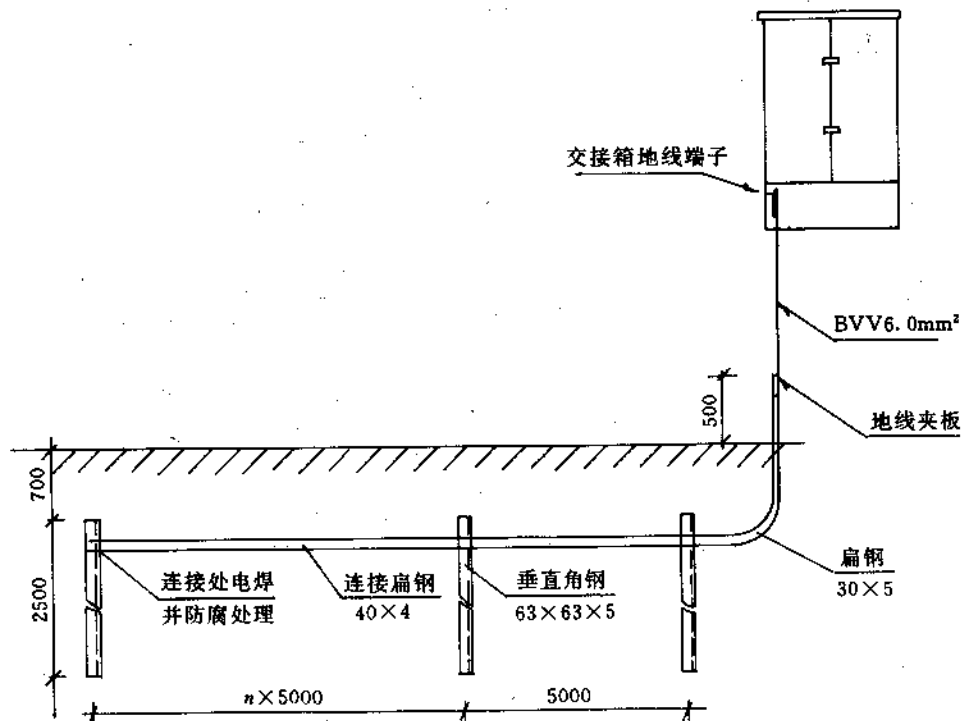 交接箱地线端子
BVV6.0mm²
500
地线夹板
700
2500
连接处电焊
并防腐处理
连接扁钢
40×4
垂直角钢
63×63×5
扁钢
30×5
n×5000
5000